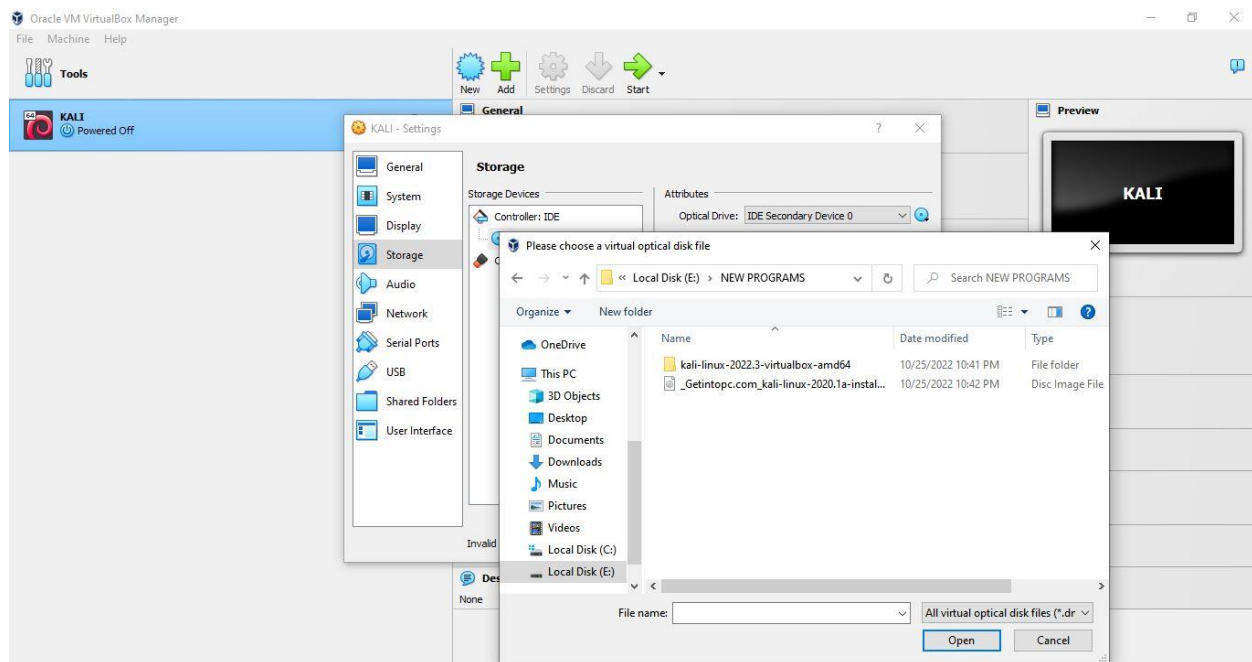 Oracle VM VirtualBox Manager
File Machine Help
Tools
New Add Settings Discard Start
KALI
Powered Off
64
General
Preview
KALI
KALI - Settings
?
General
System
Display
Storage
Audio
Network
Serial Ports
USB
Shared Folders
User Interface
Storage
Storage Devices
Controller: IDE
C
Attributes
Optical Drive: IDE Secondary Device 0
Invalid
Des
None
Please choose a virtual optical disk file
« Local Disk (E:) › NEW PROGRAMS
Search NEW PROGRAMS
Organize New folder
OneDrive
This PC
3D Objects
Desktop
Documents
Downloads
Music
Pictures
Videos
Local Disk (C:)
Local Disk (E:)
Name Date modified Type
kali-linux-2022.3-virtualbox-amd64 10/25/2022 10:41 PM File folder
_Getintopc.com_kali-linux-2020.1a-instal... 10/25/2022 10:42 PM Disc Image File
File name: All virtual optical disk files (*.dr
Open Cancel